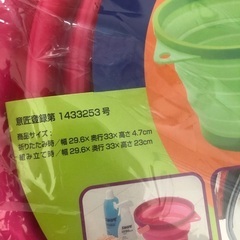 意匠登録第 1433253 号
商品サイズ:
折りたたみ時／幅 29.6×奥行33×高さ 4.7cm
組み立て時／幅 29.6×奥行 33×高さ 23cm